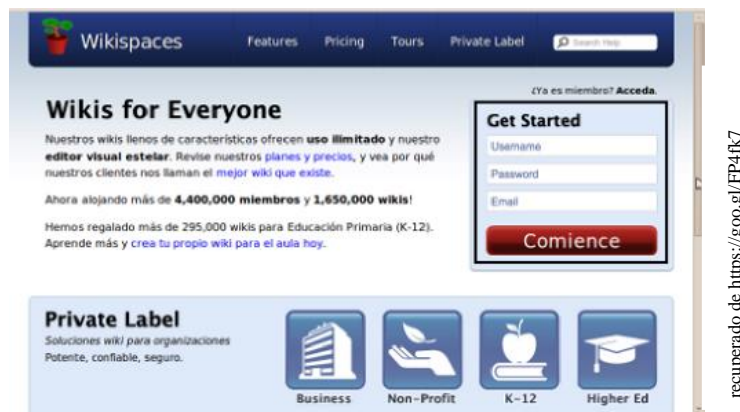 Wikispaces
Features Pricing Tours Private Label Search Help
¿Ya es miembro? Acceda.
Wikis for Everyone
Nuestros wikis llenos de características ofrecen uso ilimitado y nuestro
editor visual estelar. Revise nuestros planes y precios, y vea por qué
nuestros clientes nos llaman el mejor wiki que existe.
Ahora alojando más de 4,400,000 miembros y 1,650,000 wikis!
Hemos regalado más de 295,000 wikis para Educación Primaria (K-12).
Aprende más y crea tu propio wiki para el aula hoy.
Get Started
Username
Password
Email
Comience
Private Label
Soluciones wiki para organizaciones
Potente, confiable, seguro.
Business Non-Profit K-12 Higher Ed
recuperado de https://goo.gl/FP4fk7